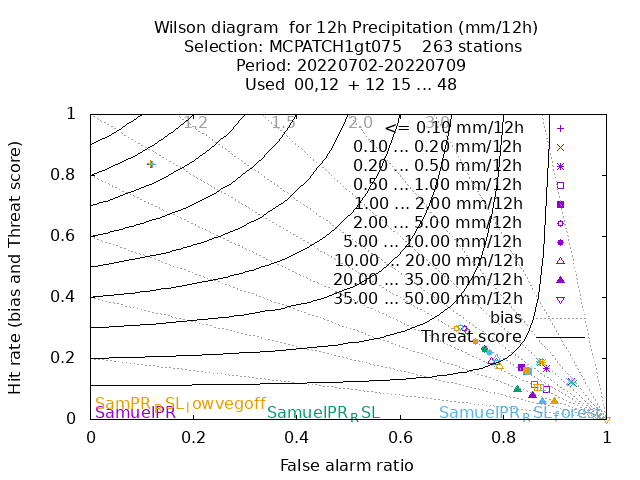 Wilson diagram  for 12h Precipitation (mm/12h)
Selection: MCPATCH1gt075    263 stations
Period: 20220702-20220709
Used  00,12  + 12 15 ... 48
1.2 1.5 2.0 3.0
<= 0.10 mm/12h
0.10 ... 0.20 mm/12h
0.20 ... 0.50 mm/12h
0.50 ... 1.00 mm/12h
1.00 ... 2.00 mm/12h
2.00 ... 5.00 mm/12h
5.00 ... 10.00 mm/12h
10.00 ... 20.00 mm/12h
20.00 ... 35.00 mm/12h
35.00 ... 50.00 mm/12h
bias
Threat score
1
0.8
0.6
0.4
0.2
0
Hit rate (bias and Threat score)
SamPR_RSL_lowvegoff
SamuelPR SamuelPR_RSL SamuelPR_RSL_forest
0 0.2 0.4 0.6 0.8 1
False alarm ratio